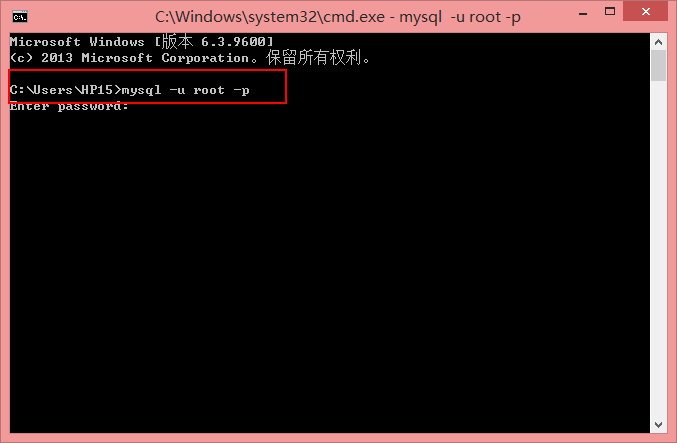 C:\Windows\system32\cmd.exe - mysql  -u root -p
Microsoft Windows [版本 6.3.9600]
(c) 2013 Microsoft Corporation。保留所有权利。
C:\Users\HP15>mysql -u root -p
Enter password: